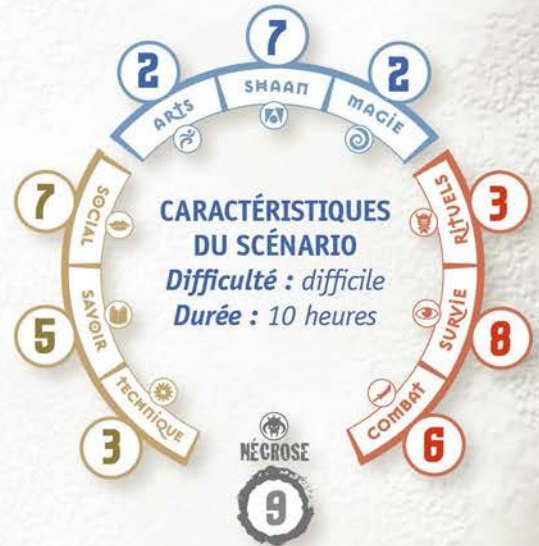 7
2
2
ARTS
SHAAN
MAGIE
7
SOCIAL
RITUELS
3
CARACTÉRISTIQUES
DU SCÉNARIO
Difficulté : difficile
Durée : 10 heures
5
SAVOIR
SURVIE
8
3
TECHNIQUE
COMBAT
6
NÉCROSE
9